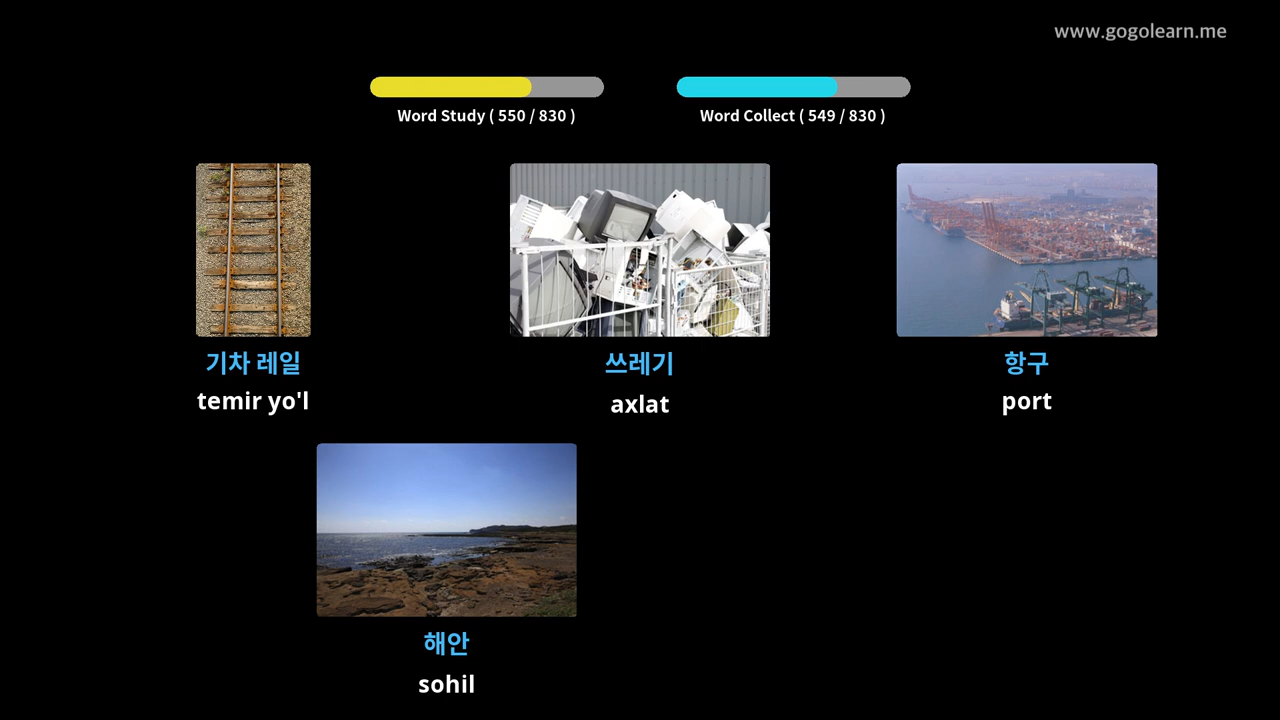 www.gogolearn.me
Word Study ( 550 / 830 )
Word Collect ( 549 / 830 )
기차 레일
temir yo'l
쓰레기
axlat
항구
port
해안
sohil